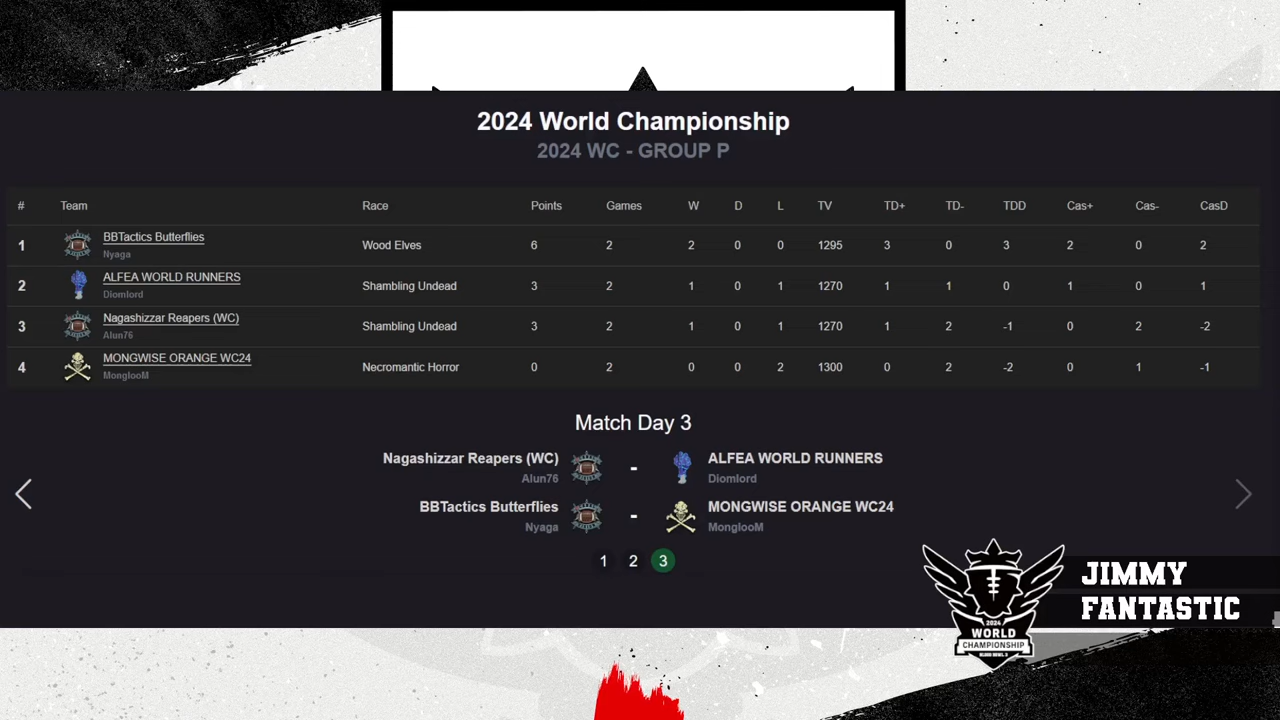 2024 World Championship
2024 WC - GROUP P
# Team Race Points Games W D L TV TD+ TD- TDD Cas+ Cas- CasD
1 BBTactics Butterflies Wood Elves 6 2 2 0 0 1295 3 0 3 2 0 2
Nyaga
2 ALFEA WORLD RUNNERS Shambling Undead 3 2 1 0 1 1270 1 1 0 1 0 1
Diomlord
3 Nagashizzar Reapers (WC) Shambling Undead 3 2 1 0 1 1270 1 2 -1 0 2 -2
Alun76
4 MONGWISE ORANGE WC24 Necromantic Horror 0 2 0 0 2 1300 0 2 -2 0 1 -1
MonglooM
Match Day 3
Nagashizzar Reapers (WC) - ALFEA WORLD RUNNERS
Alun76 Diomlord
BBTactics Butterflies - MONGWISE ORANGE WC24
Nyaga MonglooM
1 2 3
JIMMY
FANTASTIC
2024
WORLD
CHAMPIONSHIP
BLOOD BOWL 3